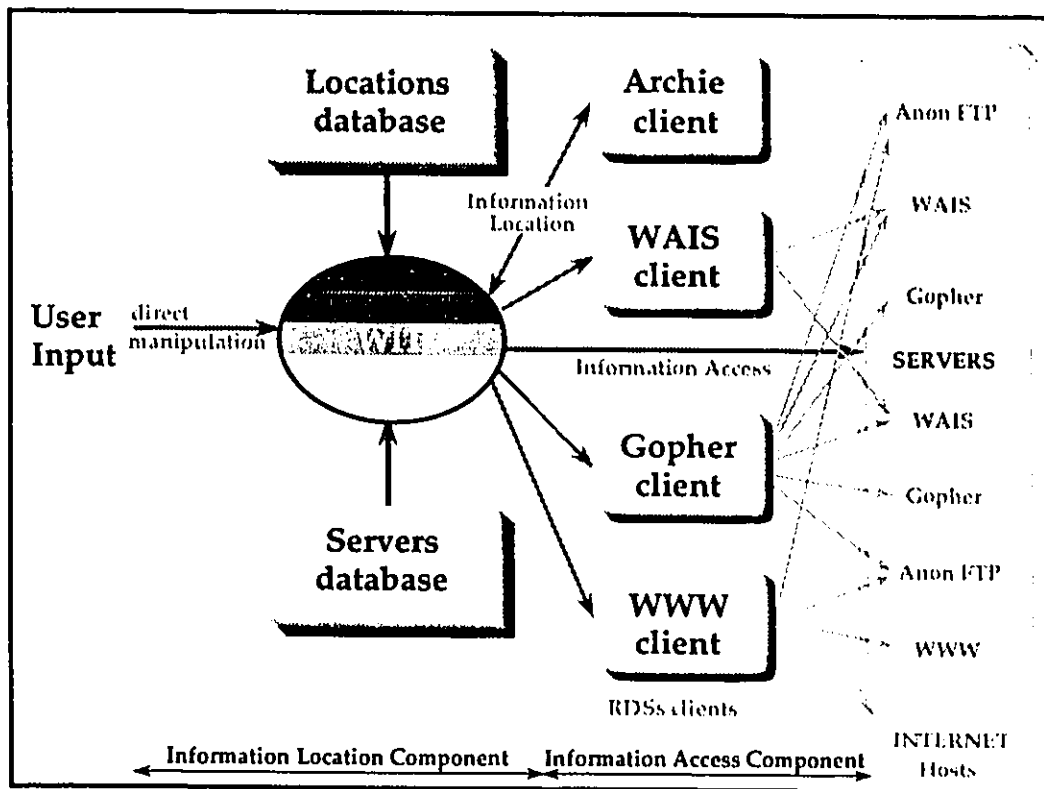 Locations
database
Archie
client
Anon FTP
Information
Location
WAIS
client
WAIS
User
Input
direct
manipulation
Gopher
Information Access
SERVERS
Gopher
client
WAIS
Gopher
Servers
database
Anon FTP
WWW
client
WWW
RDSs clients
INTERNET
Hosts
Information Location Component
Information Access Component